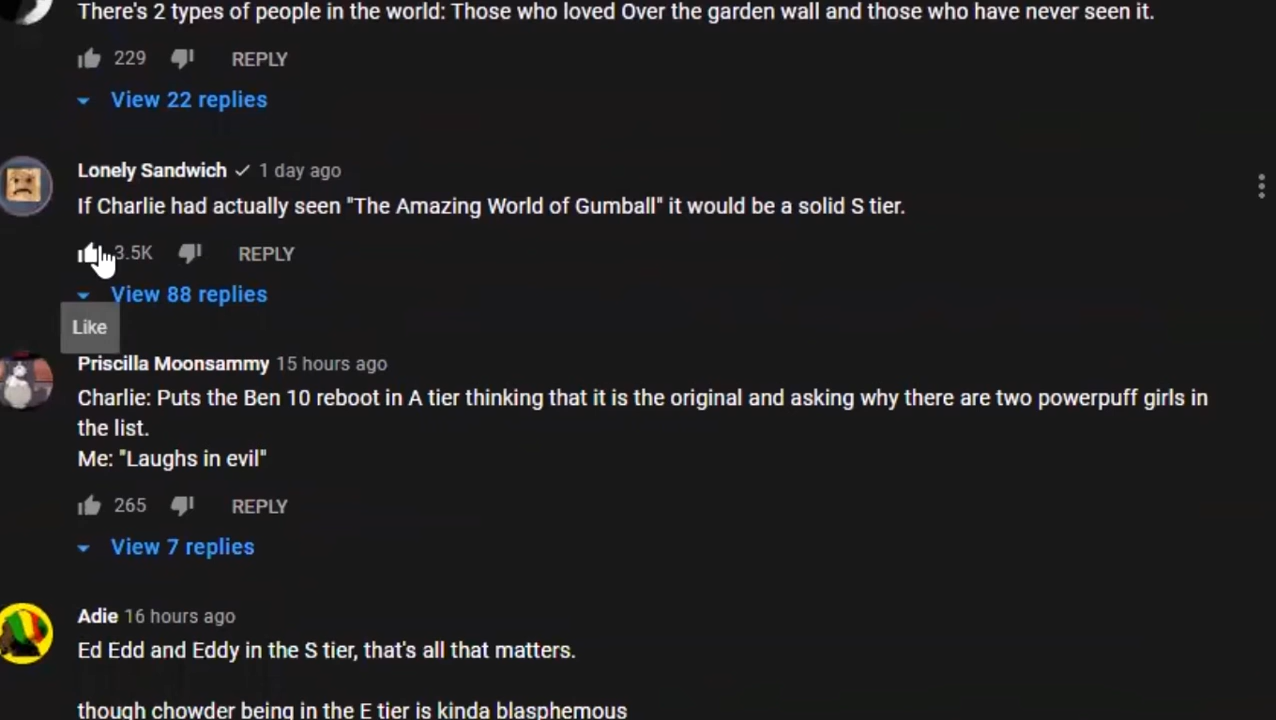 There's 2 types of people in the world: Those who loved Over the garden wall and those who have never seen it.
229 REPLY
View 22 replies
Lonely Sandwich 1 day ago
If Charlie had actually seen "The Amazing World of Gumball" it would be a solid S tier.
3.5K REPLY
View 88 replies
Like
Priscilla Moonsammy 15 hours ago
Charlie: Puts the Ben 10 reboot in A tier thinking that it is the original and asking why there are two powerpuff girls in
the list.
Me: "Laughs in evil"
265 REPLY
View 7 replies
Adie 16 hours ago
Ed Edd and Eddy in the S tier, that's all that matters.
though chowder being in the E tier is kinda blasphemous